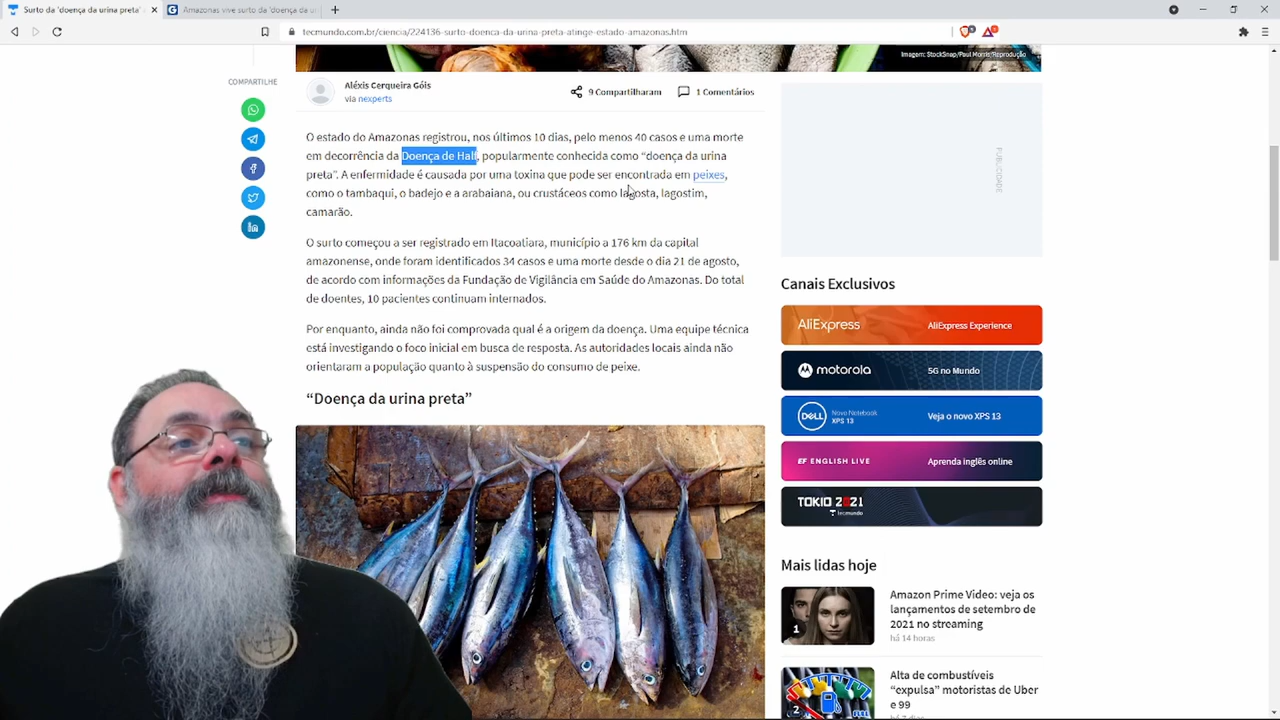 Surto da 'doença da urina preta' a
Amazonas vive surto da 'doença da ur
tecmundo.com.br/ciencia/224136-surto-doenca-da-urina-preta-atinge-estado-amazonas.htm
Imagem: StockSnap/Paul Morris/Reprodução
COMPARTILHE
Aléxis Cerqueira Góis
via nexperts
9 Compartilharam
1 Comentários
O estado do Amazonas registrou, nos últimos 10 dias, pelo menos 40 casos e uma morte
em decorrência da Doença de Haff, popularmente conhecida como “doença da urina
preta”. A enfermidade é causada por uma toxina que pode ser encontrada em peixes,
como o tambaqui, o badejo e a arabaiana, ou crustáceos como lagosta, lagostim,
camarão.
O surto começou a ser registrado em Itacoatiara, município a 176 km da capital
amazonense, onde foram identificados 34 casos e uma morte desde o dia 21 de agosto,
de acordo com informações da Fundação de Vigilância em Saúde do Amazonas. Do total
de doentes, 10 pacientes continuam internados.
Por enquanto, ainda não foi comprovada qual é a origem da doença. Uma equipe técnica
está investigando o foco inicial em busca de resposta. As autoridades locais ainda não
orientaram a população quanto à suspensão do consumo de peixe.
“Doença da urina preta”
PUBLICIDADE
Canais Exclusivos
AliExpress
AliExpress Experience
motorola
5G no Mundo
DELL
Novo Notebook
XPS 13
Veja o novo XPS 13
EF ENGLISH LIVE
Aprenda inglês online
TOKIO 2021
tecmundo
Mais lidas hoje
1
Amazon Prime Video: veja os
lançamentos de setembro de
2021 no streaming
há 14 horas
2
Alta de combustíveis
“expulsa” motoristas de Uber
e 99